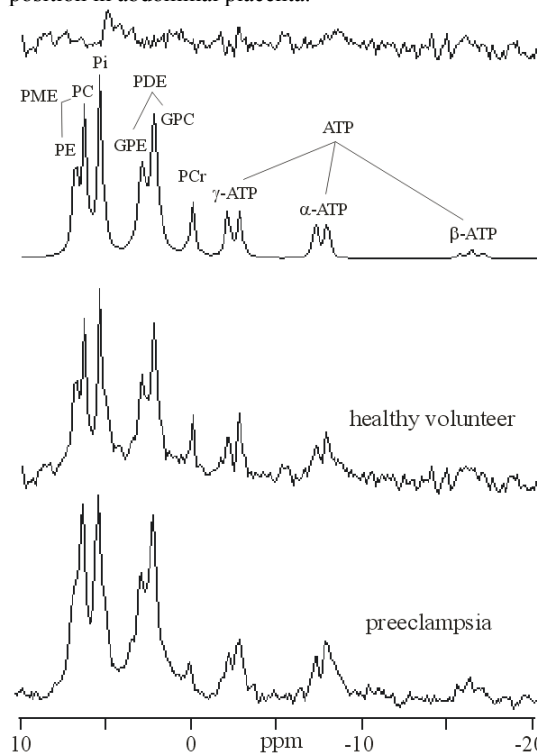 position in abdominal placenta.
Pi
PME PC PDE
GPC ATP
PE GPE
PCr
γ-ATP
α-ATP
β-ATP
healthy volunteer
preeclampsia
10 0 ppm -10 -20